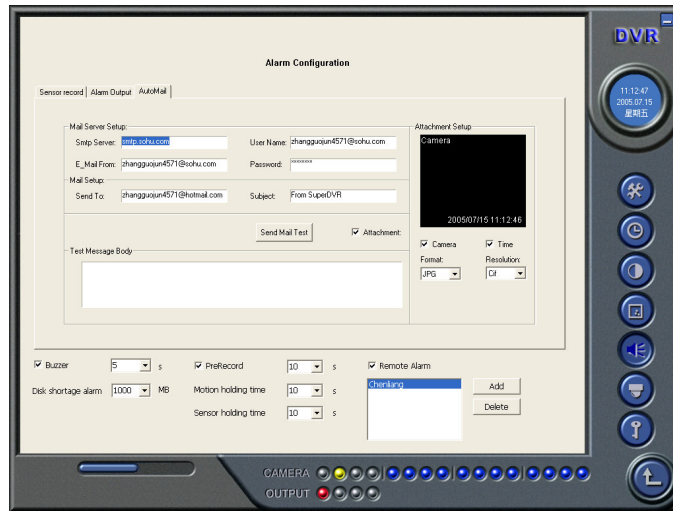 DVR
Alarm Configuration
11:12:47
2005.07.15
星期五
Sensor record Alarm Output AutoMail
Mail Server Setup:
Smtp Server: smtp.sohu.com User Name: zhangguojun4571@sohu.com
E_Mail From: zhangguojun4571@sohu.com Password: ********
Mail Setup:
Send To: zhangguojun4571@hotmail.com Subject: From SuperDVR
Send Mail Test Attachment:
Test Message Body
Attachment Setup
Camera
2005/07/15 11:12:46
Camera Time
Format: Resolution:
JPG Cif
Buzzer 5 s PreRecord 10 s Remote Alarm
Disk shortage alarm 1000 MB Motion holding time 10 s
Sensor holding time 10 s
Chenliang
Add
Delete
CAMERA
OUTPUT